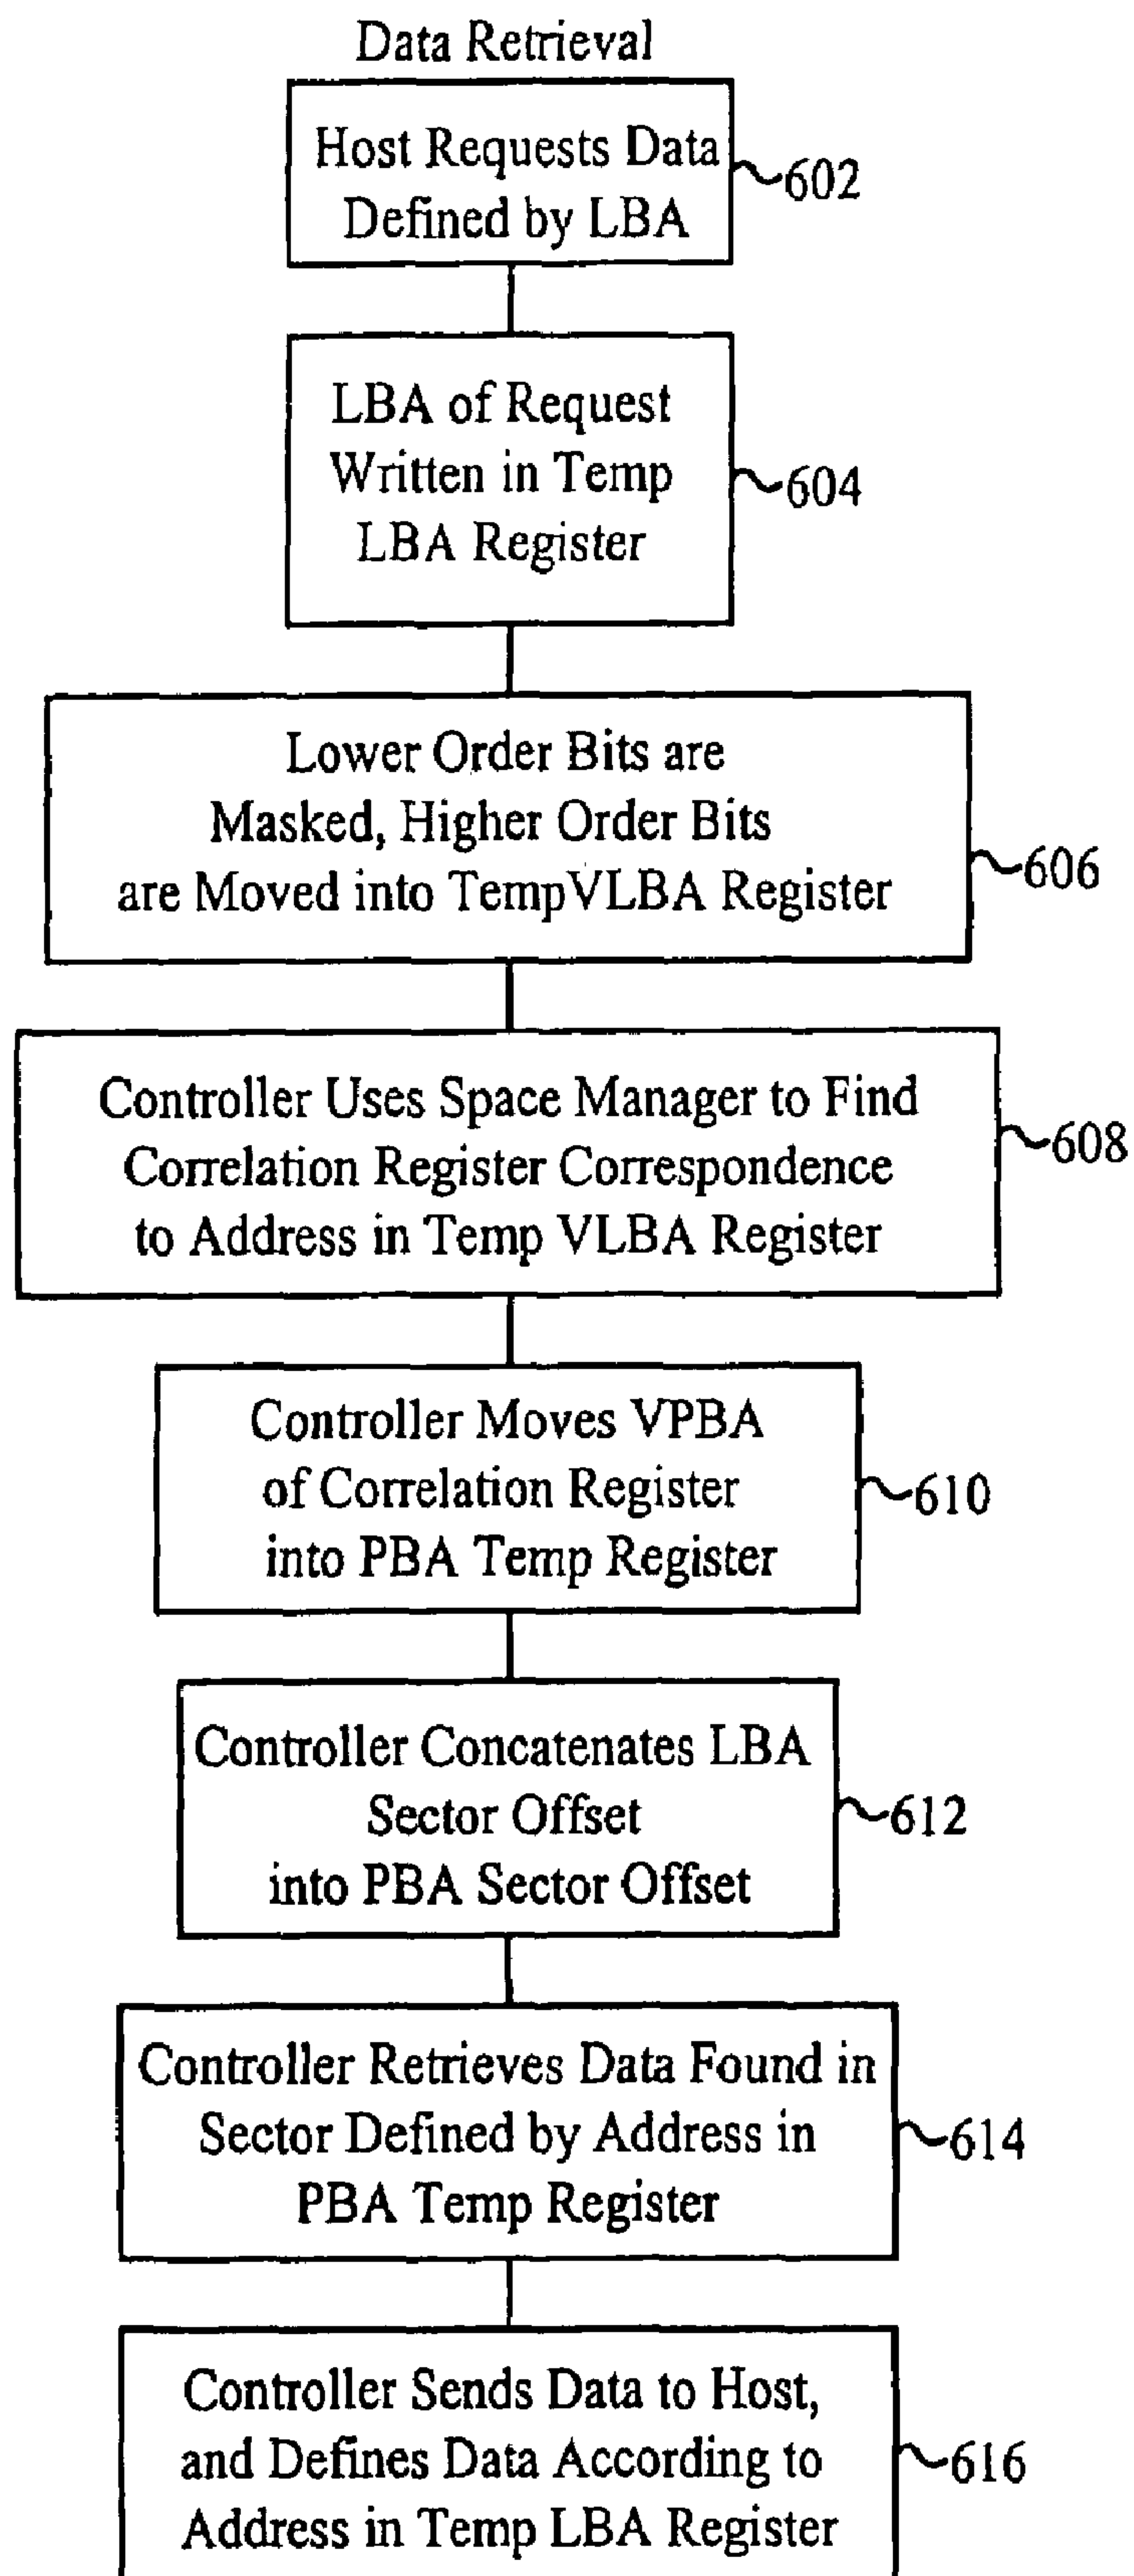 Data Retrieval
Host Requests Data
Defined by LBA
602
LBA of Request
Written in Temp
LBA Register
604
Lower Order Bits are
Masked, Higher Order Bits
are Moved into TempVLBA Register
606
Controller Uses Space Manager to Find
Correlation Register Correspondence
to Address in Temp VLBA Register
608
Controller Moves VPBA
of Correlation Register
into PBA Temp Register
610
Controller Concatenates LBA
Sector Offset
into PBA Sector Offset
612
Controller Retrieves Data Found in
Sector Defined by Address in
PBA Temp Register
614
Controller Sends Data to Host,
and Defines Data According to
Address in Temp LBA Register
616